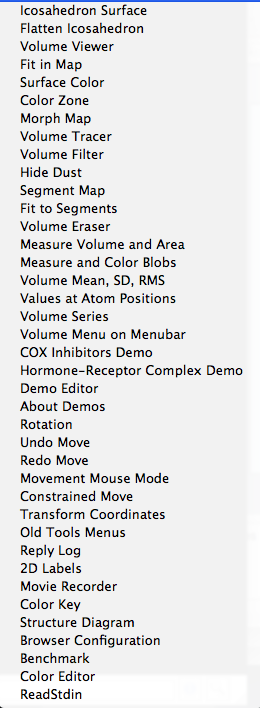 Icosahedron Surface
Flatten Icosahedron
Volume Viewer
Fit in Map
Surface Color
Color Zone
Morph Map
Volume Tracer
Volume Filter
Hide Dust
Segment Map
Fit to Segments
Volume Eraser
Measure Volume and Area
Measure and Color Blobs
Volume Mean, SD, RMS
Values at Atom Positions
Volume Series
Volume Menu on Menubar
COX Inhibitors Demo
Hormone-Receptor Complex Demo
Demo Editor
About Demos
Rotation
Undo Move
Redo Move
Movement Mouse Mode
Constrained Move
Transform Coordinates
Old Tools Menus
Reply Log
2D Labels
Movie Recorder
Color Key
Structure Diagram
Browser Configuration
Benchmark
Color Editor
ReadStdin